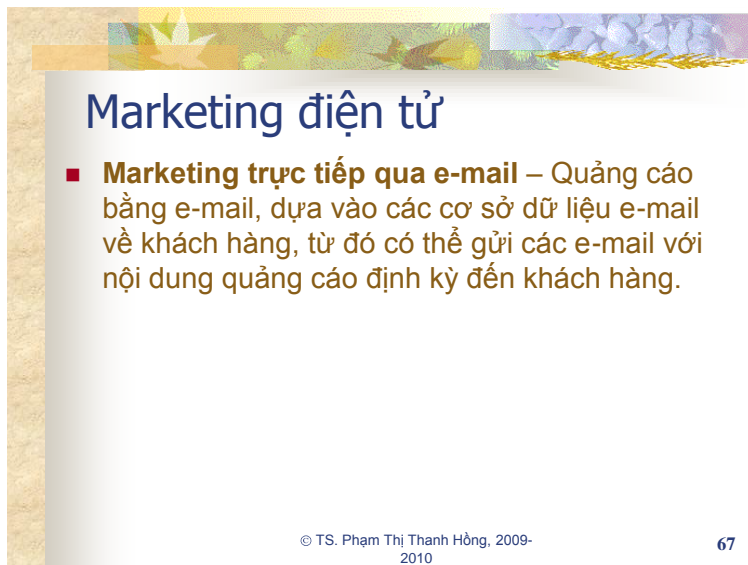 Marketing điện tử
Marketing trực tiếp qua e-mail – Quảng cáo
bằng e-mail, dựa vào các cơ sở dữ liệu e-mail
về khách hàng, từ đó có thể gửi các e-mail với
nội dung quảng cáo định kỳ đến khách hàng.
© TS. Phạm Thị Thanh Hồng, 2009-
2010
67